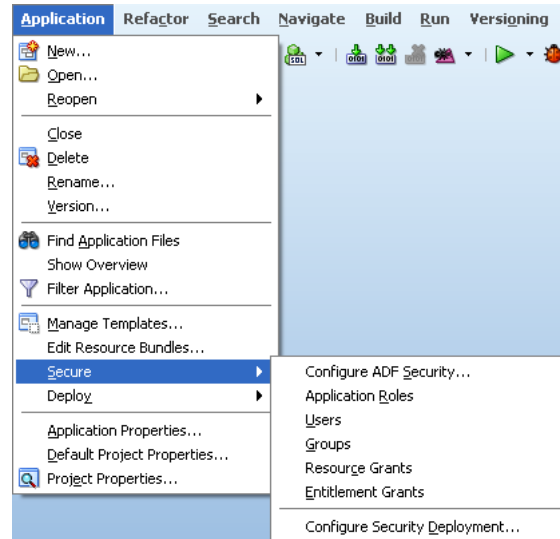 Application Refactor Search Navigate Build Run Versioning
New...
Open...
Reopen
Close
Delete
Rename...
Version...
Find Application Files
Show Overview
Filter Application...
Manage Templates...
Edit Resource Bundles...
Secure
Deploy
Application Properties...
Default Project Properties...
Project Properties...
Configure ADF Security...
Application Roles
Users
Groups
Resource Grants
Entitlement Grants
Configure Security Deployment...